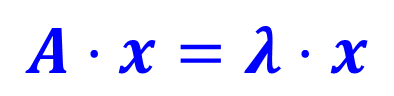 A · x = λ · x